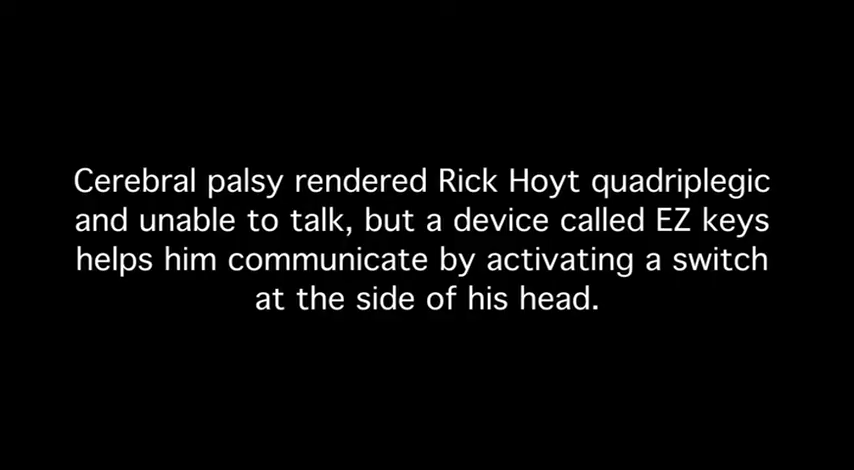 Cerebral palsy rendered Rick Hoyt quadriplegic
and unable to talk, but a device called EZ keys
helps him communicate by activating a switch
at the side of his head.